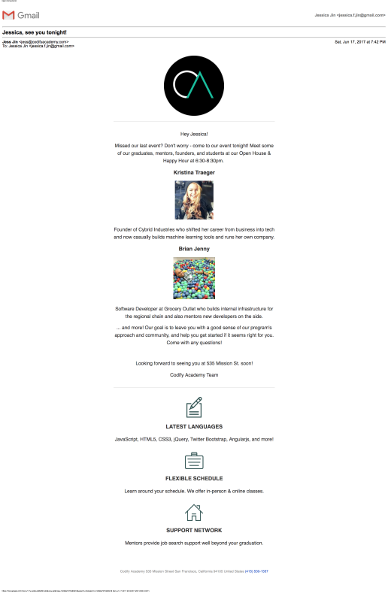 Gmail
Jessica Jin <jessica.f.jin@gmail.com>
Jessica, see you tonight!
Jess Jin <jess@codifyacademy.com>
Sat, Jun 17, 2017 at 7:42 PM
To: Jessica Jin <jessica.f.jin@gmail.com>
Hey Jessica!
Missed our last event? Don't worry - come to our event tonight! Meet some
of our graduates, mentors, founders, and students at our Open House &
Happy Hour at 6:30-8:30pm.
Kristina Traeger
Founder of Cybrid Industries who shifted her career from business into tech
and now casually builds machine learning tools and runs her own company.
Brian Jenny
Software Developer at Grocery Outlet who builds internal infrastructure for
the regional chain and also mentors new developers on the side.
... and more! Our goal is to leave you with a good sense of our program's
approach and community, and help you get started if it seems right for you.
Come with any questions!
Looking forward to seeing you at 535 Mission St. soon!
Codify Academy Team
LATEST LANGUAGES
JavaScript, HTML5, CSS3, jQuery, Twitter Bootstrap, Angularjs, and more!
FLEXIBLE SCHEDULE
Learn around your schedule. We offer in-person & online classes.
SUPPORT NETWORK
Mentors provide job search support well beyond your graduation.
Codify Academy, 535 Mission Street San Francisco, California 94105 United States